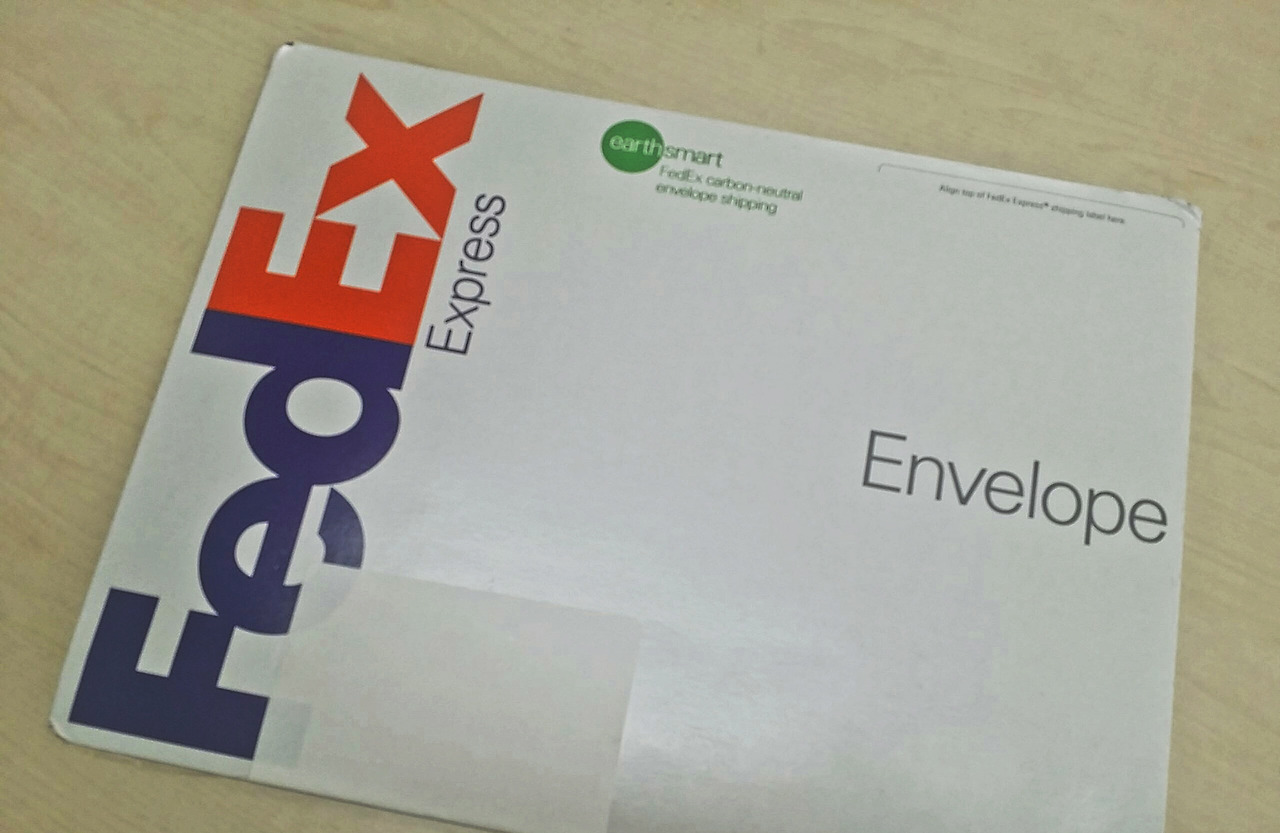 FedEx
Express
earthsmart
FedEx carbon-neutral
envelope shipping
Align top of FedEx Express® shipping label here.
Envelope